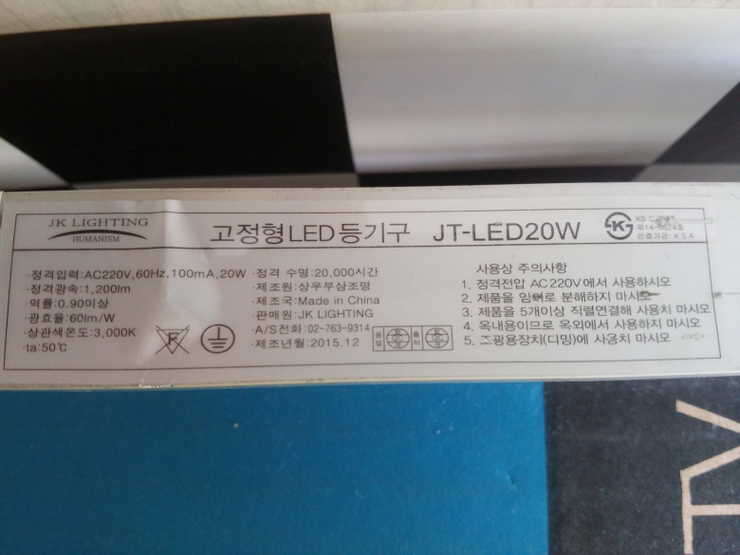 JK LIGHTING
HUMANISM
고정형 LED 등기구 JT-LED20W
·정격입력:AC220V,60Hz,100mA,20W
·정격광속:1,200lm
·역률:0.90이상
·광효율:60lm/W
·상관색온도:3,000K
ta:50℃
·정격 수명:20,000시간
·제조원:상우부삼조명
·제조국:Made in China
·판매원: JK LIGHTING
·A/S전화:02-763-9314
·제조년월:2015.12
사용상 주의사항
1. 정격전압 AC220V에서 사용하시오
2. 제품을 임의로 분해하지 마시오
3. 제품을 5개이상 직렬연결해 사용치 마시오
4. 옥내용이므로 옥외에서 사용하지 마시오
5. 조광용장치(디밍)에 사용치 마시오
TV